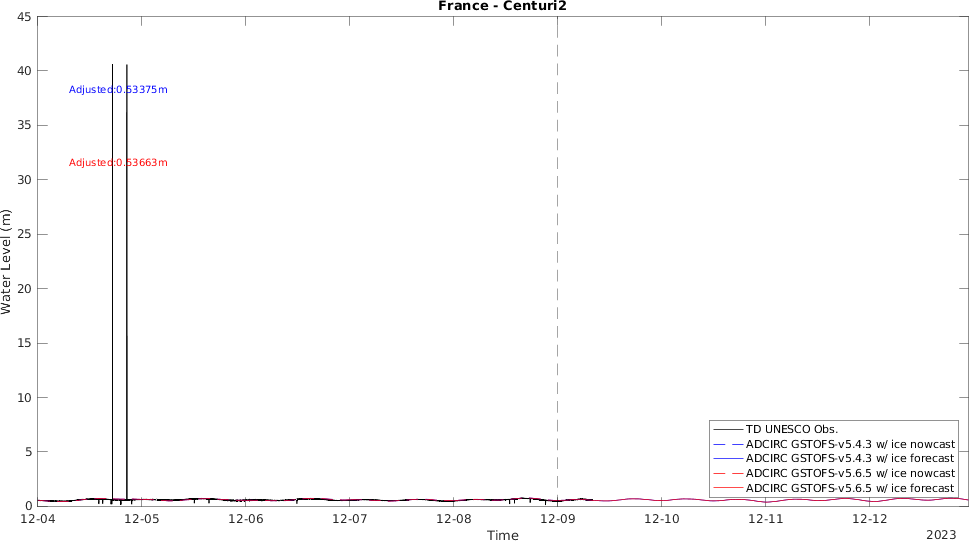 France - Centuri2
45
40
35
30
25
20
15
10
5
0
Water Level (m)
Adjusted:0.53375m
Adjusted:0.53663m
TD UNESCO Obs.
ADCIRC GSTOFS-v5.4.3 w/ ice nowcast
ADCIRC GSTOFS-v5.4.3 w/ ice forecast
ADCIRC GSTOFS-v5.6.5 w/ ice nowcast
ADCIRC GSTOFS-v5.6.5 w/ ice forecast
12-04 12-05 12-06 12-07 12-08 12-09 12-10 12-11 12-12
Time
2023